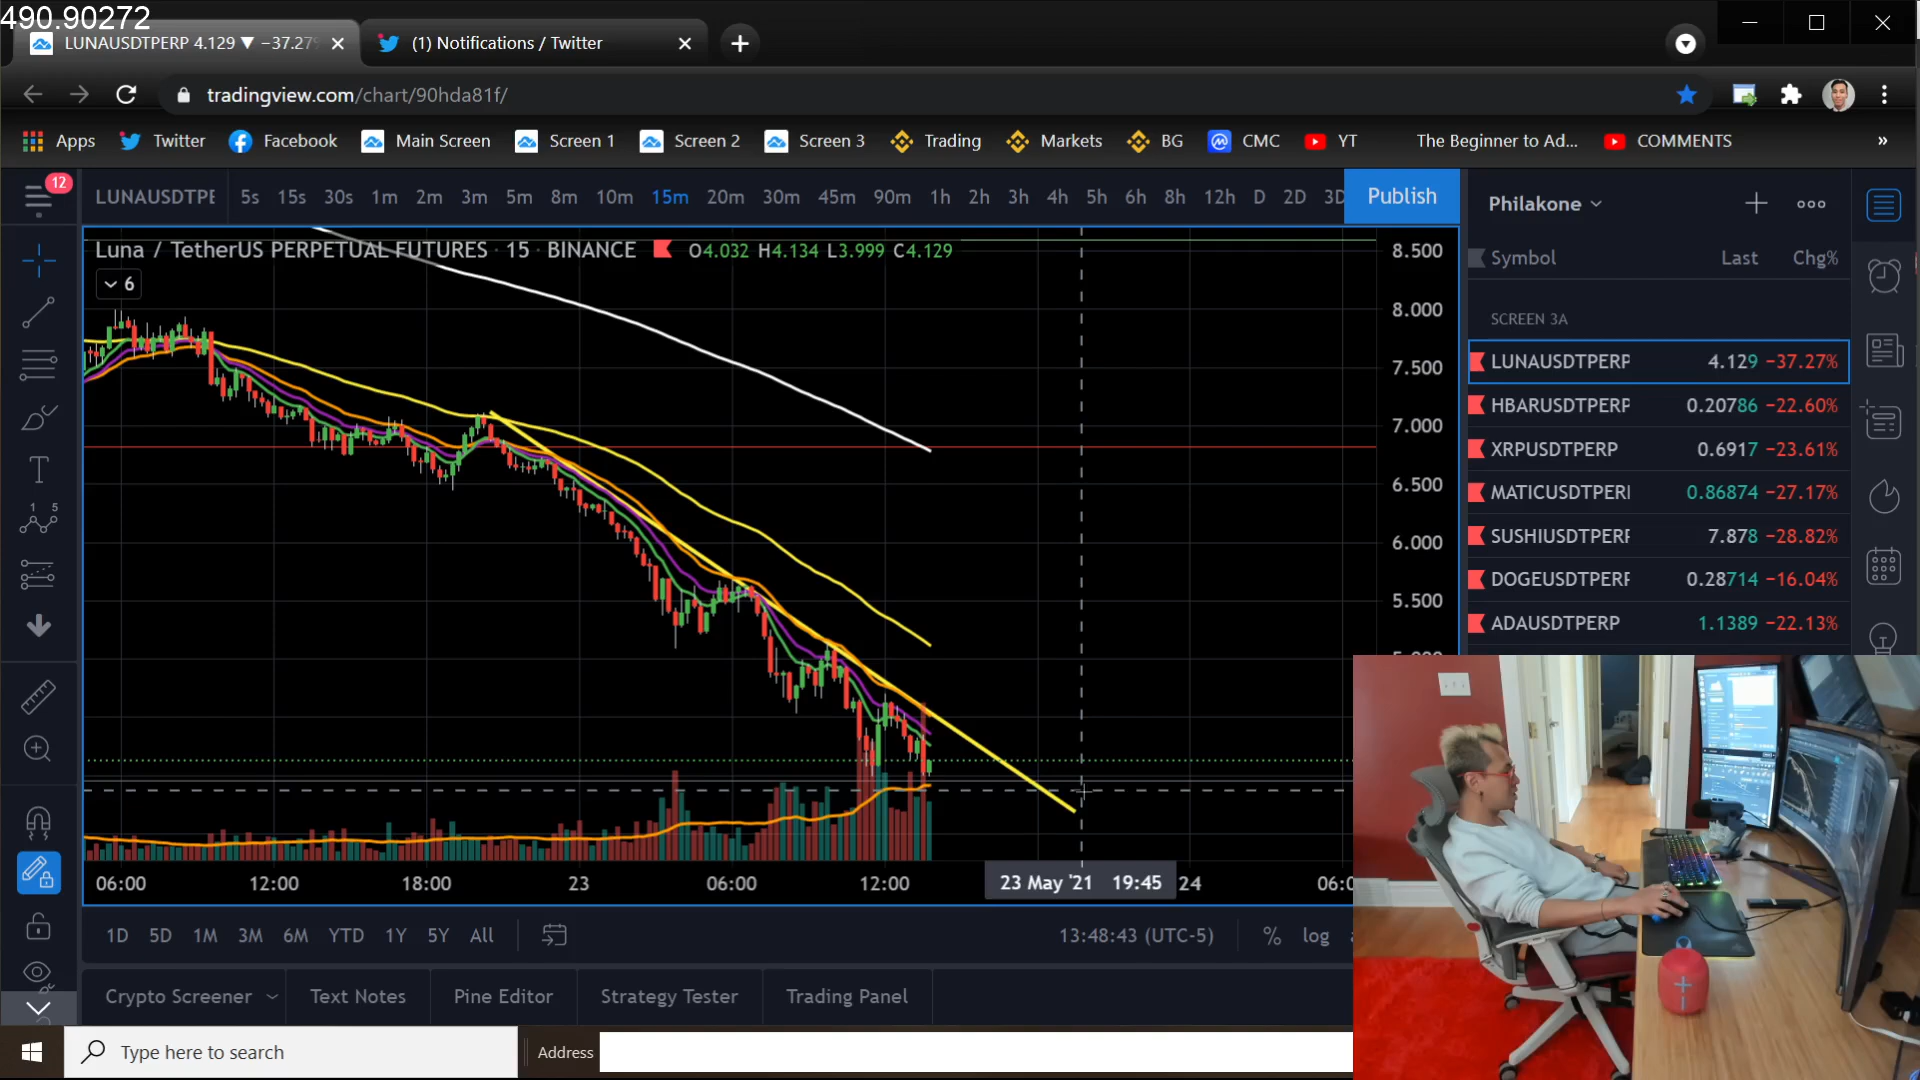 490.90272
LUNAUSDTPERP 4.129 ▼ −37.27%
(1) Notifications / Twitter
tradingview.com/chart/90hda81f/
Apps Twitter Facebook Main Screen Screen 1 Screen 2 Screen 3 Trading Markets BG CMC YT The Beginner to Ad... COMMENTS »
12
LUNAUSDTPE 5s 15s 30s 1m 2m 3m 5m 8m 10m 15m 20m 30m 45m 90m 1h 2h 3h 4h 5h 6h 8h 12h D 2D 3D Publish
Philakone
Luna / TetherUS PERPETUAL FUTURES · 15 · BINANCE O4.032 H4.134 L3.999 C4.129
6
Symbol Last Chg%
SCREEN 3A
LUNAUSDTPERP 4.129 −37.27%
HBARUSDTPERP 0.20786 −22.60%
XRPUSDTPERP 0.6917 −23.61%
MATICUSDTPERI 0.86874 −27.17%
SUSHIUSDTPERF 7.878 −28.82%
DOGEUSDTPERF 0.28714 −16.04%
ADAUSDTPERP 1.1389 −22.13%
8.500
8.000
7.500
7.000
6.500
6.000
5.500
1 5
06:00 12:00 18:00 23 06:00 12:00 23 May '21 19:45 24 06:0
1D 5D 1M 3M 6M YTD 1Y 5Y All 13:48:43 (UTC-5) % log
Crypto Screener Text Notes Pine Editor Strategy Tester Trading Panel
Type here to search
Address